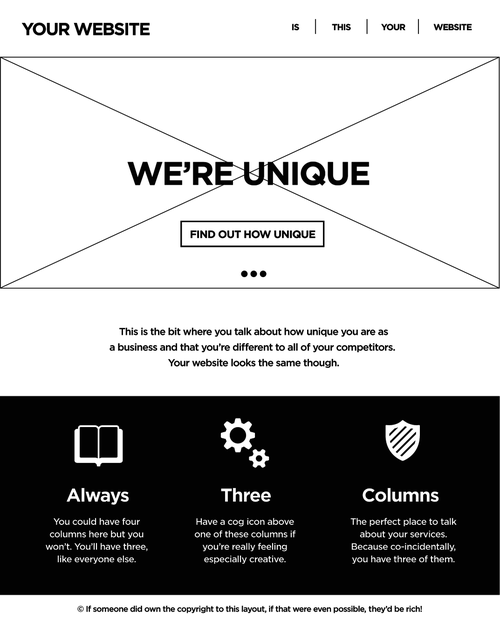 YOUR WEBSITE
IS | THIS | YOUR | WEBSITE
WE’RE UNIQUE
FIND OUT HOW UNIQUE
This is the bit where you talk about how unique you are as
a business and that you’re different to all of your competitors.
Your website looks the same though.
Always
You could have four
columns here but you
won’t. You’ll have three,
like everyone else.
Three
Have a cog icon above
one of these columns if
you’re really feeling
especially creative.
Columns
The perfect place to talk
about your services.
Because co-incidentally,
you have three of them.
© If someone did own the copyright to this layout, if that were even possible, they’d be rich!